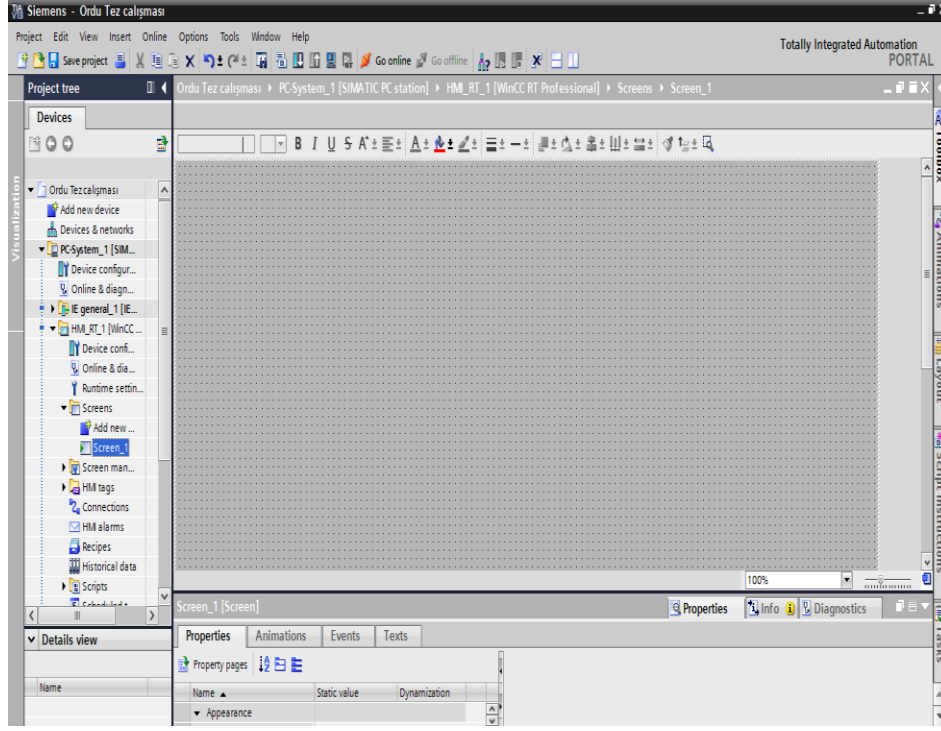 Siemens - Ordu Tez calışması
Project Edit View Insert Online Options Tools Window Help
Totally Integrated Automation
PORTAL
Save project Go online Go offline
Project tree
Ordu Tez calışması PC-System_1 [SIMATIC PC station] HMI_RT_1 [WinCC RT Professional] Screens Screen_1
Devices
B I U S A
Visualization
Ordu Tez calışması
Add new device
Devices & networks
PC-System_1 [SIM...
Device configur...
Online & diagn...
IE general_1 [IE...
HMI_RT_1 [WinCC ...
Device confi...
Online & dia...
Runtime settin...
Screens
Add new ...
Screen_1
Screen man...
HMI tags
Connections
HMI alarms
Recipes
Historical data
Scripts
Toolbox
Animations
Layout
Script instructions
Tasks
100%
Screen_1 [Screen]
Properties Info Diagnostics
Details view
Name
Properties Animations Events Texts
Property pages
Name Static value Dynamization
Appearance